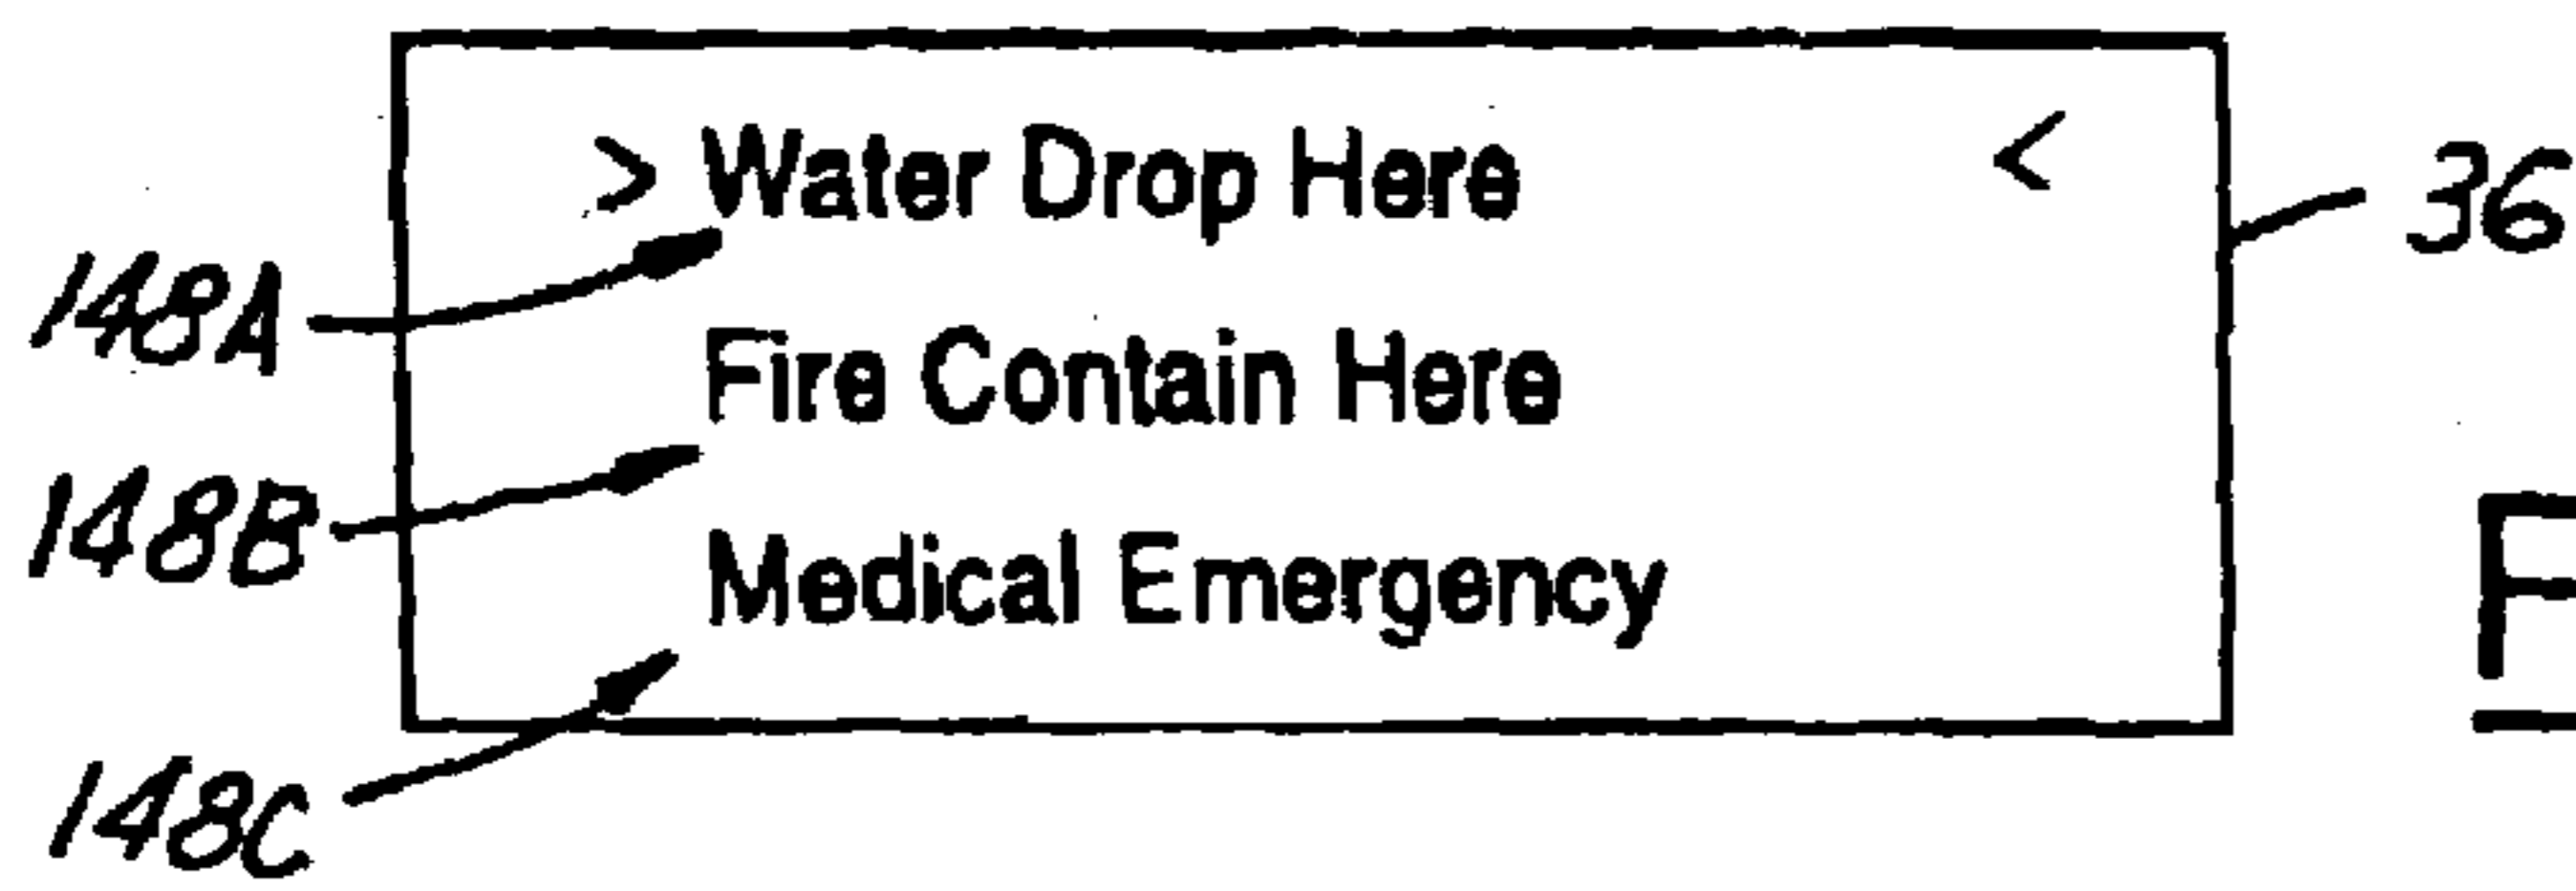 > Water Drop Here <
36
148A
Fire Contain Here
148B
F
Medical Emergency
148C